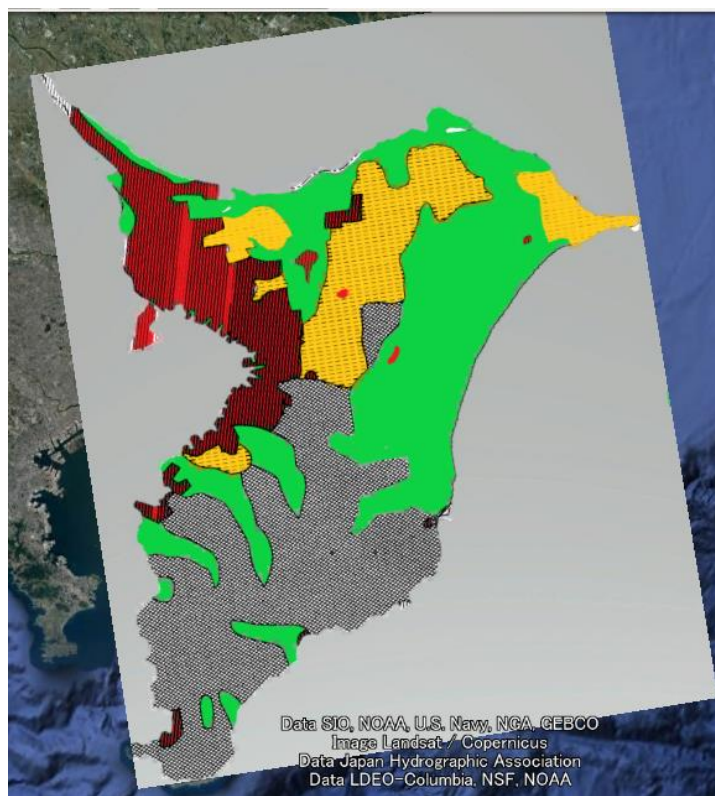 Data SIO, NOAA, U.S. Navy, NGA, GEBCO
Image Landsat / Copernicus
Data Japan Hydrographic Association
Data LDEO-Columbia, NSF, NOAA